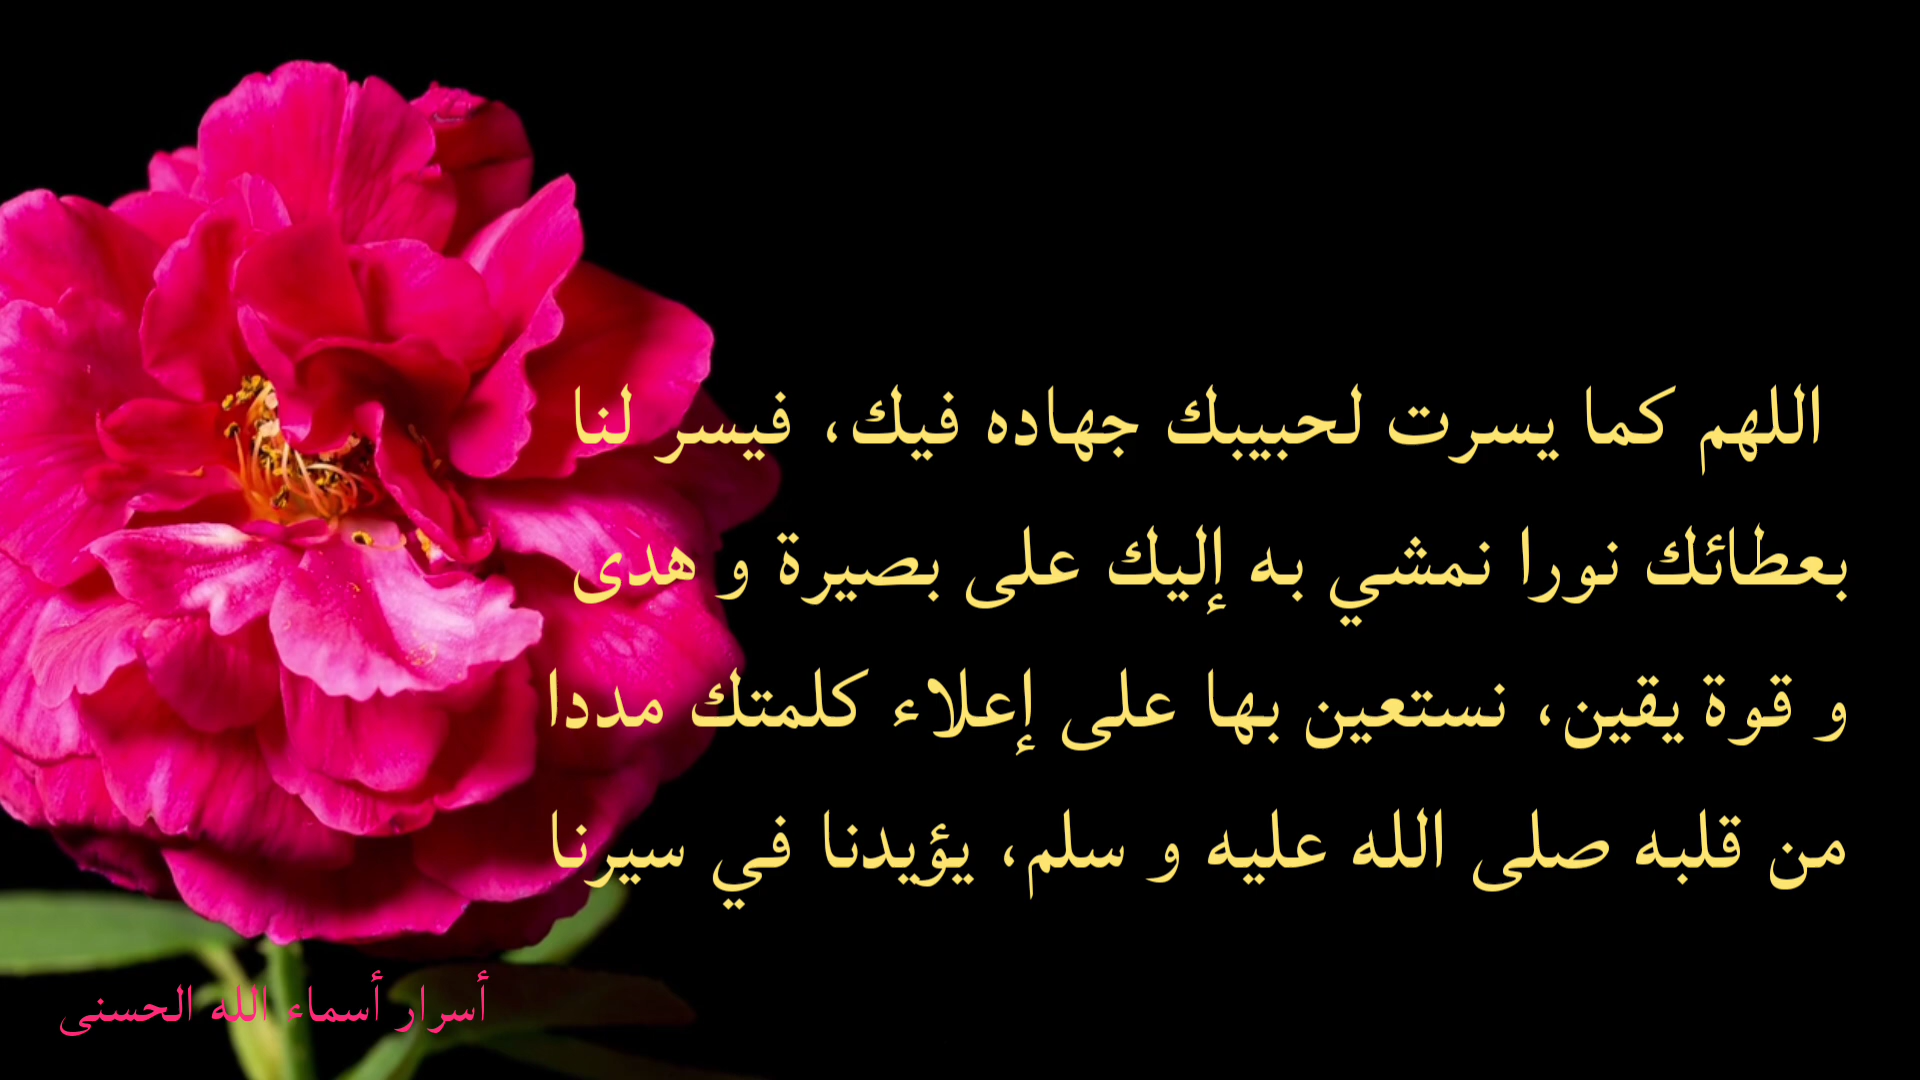 اللهم كما يسرت لحبيبك جهاده فيك، فيسر لنا
بعطائك نورا نمشي به إليك على بصيرة و هدى
و قوة يقين، نستعين بها على إعلاء كلمتك مددا
من قلبه صلى الله عليه و سلم، يؤيدنا في سيرنا
أسرار أسماء الله الحسنى